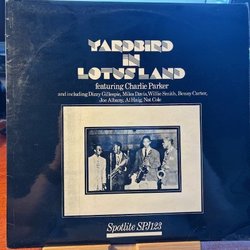 YARDBIRD
IN
LOTUS LAND
featuring Charlie Parker
and including Dizzy Gillespie, Miles Davis, Willie Smith, Benny Carter,
Joe Albany, Al Haig, Nat Cole
Spotlite SPJ123